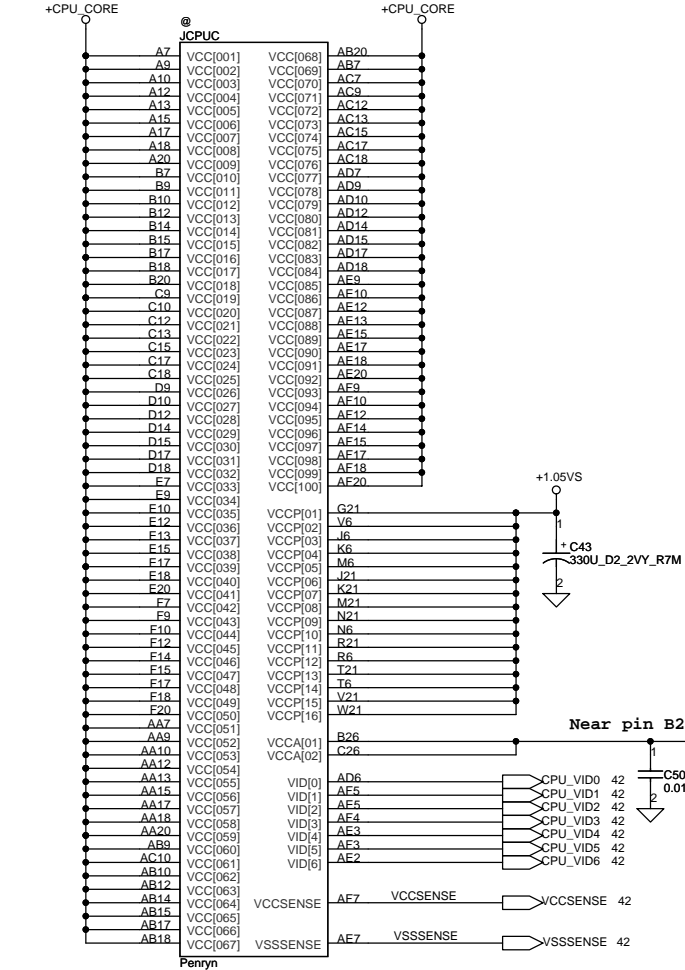 +CPU_CORE +CPU_CORE
@
JCPUC
A7 VCC[001] VCC[068] AB20
A9 VCC[002] VCC[069] AB7
A10 VCC[003] VCC[070] AC7
A12 VCC[004] VCC[071] AC9
A13 VCC[005] VCC[072] AC12
A15 VCC[006] VCC[073] AC13
A17 VCC[007] VCC[074] AC15
A18 VCC[008] VCC[075] AC17
A20 VCC[009] VCC[076] AC18
B7 VCC[010] VCC[077] AD7
B9 VCC[011] VCC[078] AD9
B10 VCC[012] VCC[079] AD10
B12 VCC[013] VCC[080] AD12
B14 VCC[014] VCC[081] AD14
B15 VCC[015] VCC[082] AD15
B17 VCC[016] VCC[083] AD17
B18 VCC[017] VCC[084] AD18
B20 VCC[018] VCC[085] AE9
C9 VCC[019] VCC[086] AE10
C10 VCC[020] VCC[087] AE12
C12 VCC[021] VCC[088] AE13
C13 VCC[022] VCC[089] AE15
C15 VCC[023] VCC[090] AE17
C17 VCC[024] VCC[091] AE18
C18 VCC[025] VCC[092] AE20
D9 VCC[026] VCC[093] AF9
D10 VCC[027] VCC[094] AF10
D12 VCC[028] VCC[095] AF12
D14 VCC[029] VCC[096] AF14
D15 VCC[030] VCC[097] AF15
D17 VCC[031] VCC[098] AF17
D18 VCC[032] VCC[099] AF18
E7 VCC[033] VCC[100] AF20
E9 VCC[034]
E10 VCC[035] VCCP[01] G21
E12 VCC[036] VCCP[02] V6
E13 VCC[037] VCCP[03] J6
E15 VCC[038] VCCP[04] K6
E17 VCC[039] VCCP[05] M6
E18 VCC[040] VCCP[06] J21
E20 VCC[041] VCCP[07] K21
F7 VCC[042] VCCP[08] M21
F9 VCC[043] VCCP[09] N21
F10 VCC[044] VCCP[10] N6
F12 VCC[045] VCCP[11] R21
F14 VCC[046] VCCP[12] R6
F15 VCC[047] VCCP[13] T21
F17 VCC[048] VCCP[14] T6
F18 VCC[049] VCCP[15] V21
F20 VCC[050] VCCP[16] W21
AA7 VCC[051]
AA9 VCC[052] VCCA[01] B26
AA10 VCC[053] VCCA[02] C26
AA12 VCC[054]
AA13 VCC[055] VID[0] AD6 CPU_VID0 42
AA15 VCC[056] VID[1] AF5 CPU_VID1 42
AA17 VCC[057] VID[2] AE5 CPU_VID2 42
AA18 VCC[058] VID[3] AF4 CPU_VID3 42
AA20 VCC[059] VID[4] AE3 CPU_VID4 42
AB9 VCC[060] VID[5] AF3 CPU_VID5 42
AC10 VCC[061] VID[6] AE2 CPU_VID6 42
AB10 VCC[062]
AB12 VCC[063]
AB14 VCC[064] VCCSENSE AF7 VCCSENSE VCCSENSE 42
AB15 VCC[065]
AB17 VCC[066]
AB18 VCC[067] VSSSENSE AE7 VSSSENSE VSSSENSE 42
Penryn
+1.05VS
1
+ C43
330U_D2_2VY_R7M
2
Near pin B2
1
C50
0.01
2